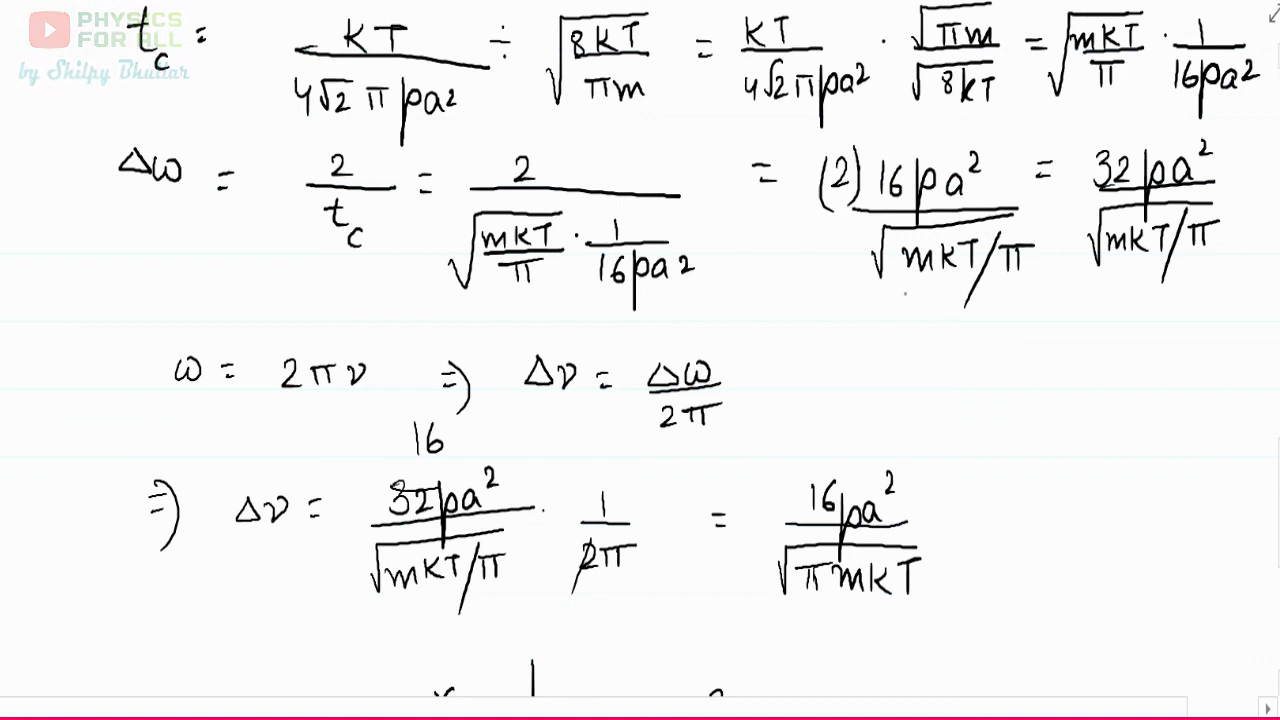 PHYSICS
FOR ALL
by Shilpy Bhullar
t_c = KT / (4√2 π p a²) ÷ √(8KT / πm) = KT / (4√2 π p a²) · √(πm) / √(8KT) = √(mKT / π) · 1 / (16 p a²)
Δω = 2 / t_c = 2 / (√(mKT / π) · 1 / (16 p a²)) = (2) 16 p a² / √(mKT/π) = 32 p a² / √(mKT/π)
ω = 2πν ⇒ Δν = Δω / 2π
16
⇒ Δν = 32 p a² / √(mKT/π) · 1 / 2π = 16 p a² / √(πmKT)